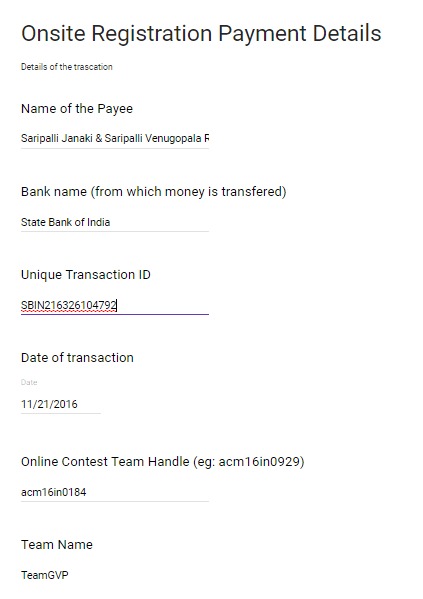 Onsite Registration Payment Details
Details of the trascation
Name of the Payee
Saripalli Janaki & Saripalli Venugopala R
Bank name (from which money is transfered)
State Bank of India
Unique Transaction ID
SBIN216326104792
Date of transaction
Date
11/21/2016
Online Contest Team Handle (eg: acm16in0929)
acm16in0184
Team Name
TeamGVP